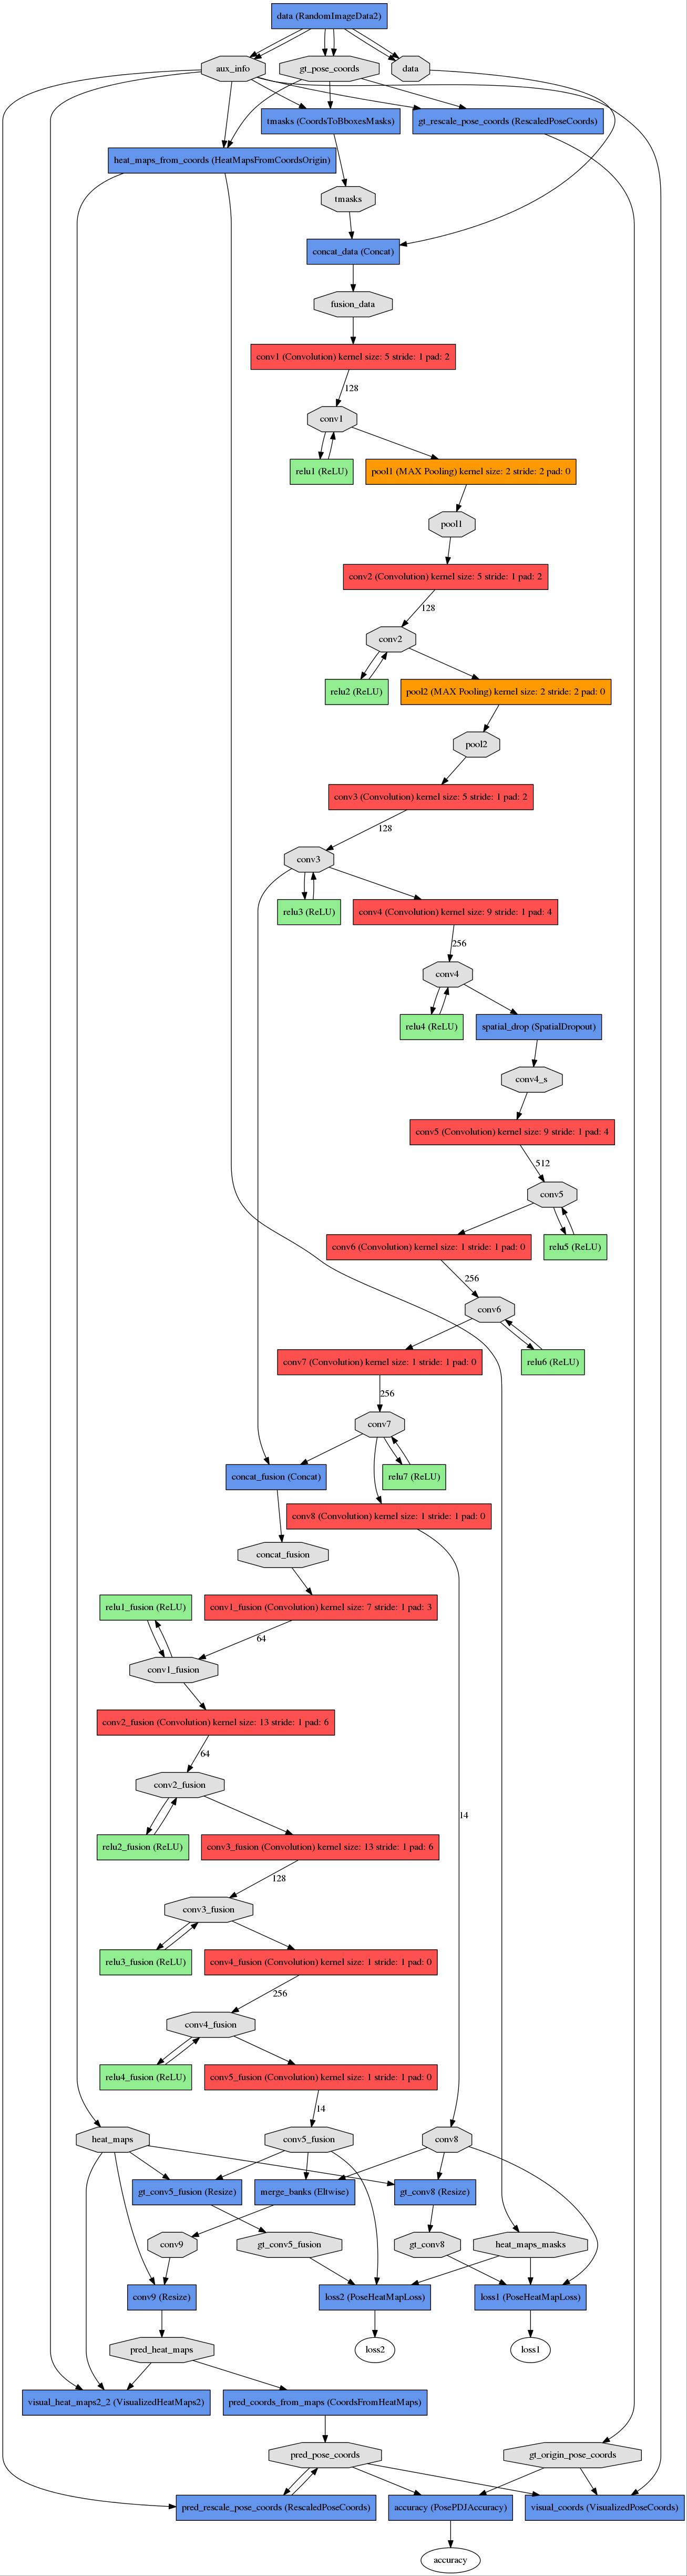 data (RandomImageData2)
aux_info
gt_pose_coords
data
tmasks (CoordsToBboxesMasks)
gt_rescale_pose_coords (RescaledPoseCoords)
heat_maps_from_coords (HeatMapsFromCoordsOrigin)
tmasks
concat_data (Concat)
fusion_data
conv1 (Convolution) kernel size: 5 stride: 1 pad: 2
128
conv1
relu1 (ReLU)
pool1 (MAX Pooling) kernel size: 2 stride: 2 pad: 0
pool1
conv2 (Convolution) kernel size: 5 stride: 1 pad: 2
128
conv2
relu2 (ReLU)
pool2 (MAX Pooling) kernel size: 2 stride: 2 pad: 0
pool2
conv3 (Convolution) kernel size: 5 stride: 1 pad: 2
128
conv3
relu3 (ReLU)
conv4 (Convolution) kernel size: 9 stride: 1 pad: 4
256
conv4
relu4 (ReLU)
spatial_drop (SpatialDropout)
conv4_s
conv5 (Convolution) kernel size: 9 stride: 1 pad: 4
512
conv5
conv6 (Convolution) kernel size: 1 stride: 1 pad: 0
relu5 (ReLU)
256
conv6
conv7 (Convolution) kernel size: 1 stride: 1 pad: 0
relu6 (ReLU)
256
conv7
concat_fusion (Concat)
relu7 (ReLU)
conv8 (Convolution) kernel size: 1 stride: 1 pad: 0
concat_fusion
relu1_fusion (ReLU)
conv1_fusion (Convolution) kernel size: 7 stride: 1 pad: 3
64
conv1_fusion
conv2_fusion (Convolution) kernel size: 13 stride: 1 pad: 6
64
conv2_fusion
14
relu2_fusion (ReLU)
conv3_fusion (Convolution) kernel size: 13 stride: 1 pad: 6
128
conv3_fusion
relu3_fusion (ReLU)
conv4_fusion (Convolution) kernel size: 1 stride: 1 pad: 0
256
conv4_fusion
relu4_fusion (ReLU)
conv5_fusion (Convolution) kernel size: 1 stride: 1 pad: 0
14
heat_maps
conv5_fusion
conv8
gt_conv5_fusion (Resize)
merge_banks (Eltwise)
gt_conv8 (Resize)
conv9
gt_conv5_fusion
gt_conv8
heat_maps_masks
conv9 (Resize)
loss2 (PoseHeatMapLoss)
loss1 (PoseHeatMapLoss)
pred_heat_maps
loss2
loss1
visual_heat_maps2_2 (VisualizedHeatMaps2)
pred_coords_from_maps (CoordsFromHeatMaps)
pred_pose_coords
gt_origin_pose_coords
pred_rescale_pose_coords (RescaledPoseCoords)
accuracy (PosePDJAccuracy)
visual_coords (VisualizedPoseCoords)
accuracy